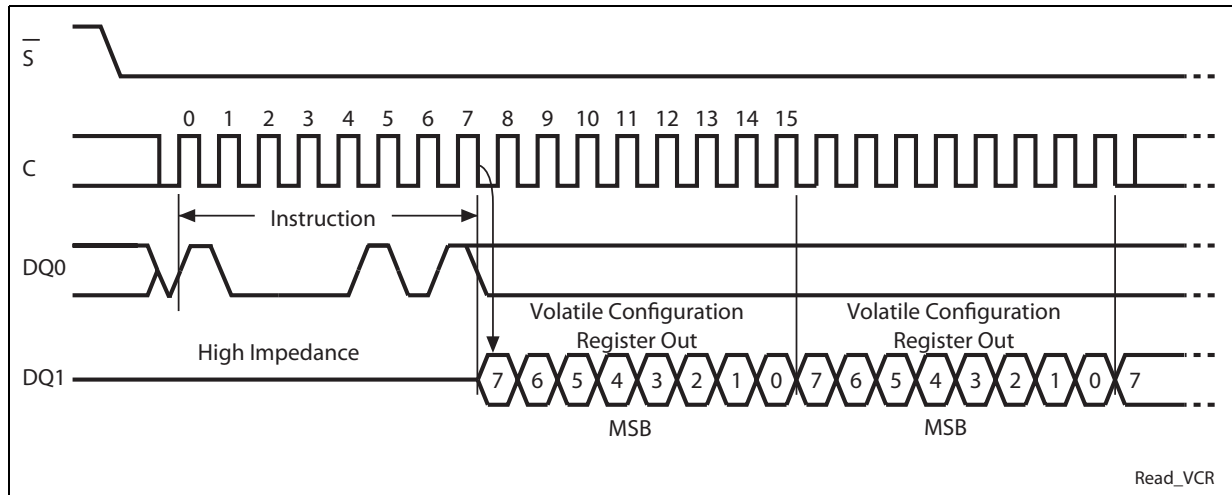 S
0 1 2 3 4 5 6 7 8 9 10 11 12 13 14 15
C
Instruction
DQ0
Volatile Configuration
Register Out
Volatile Configuration
Register Out
High Impedance
DQ1
7 6 5 4 3 2 1 0 7 6 5 4 3 2 1 0 7
MSB
MSB
Read_VCR